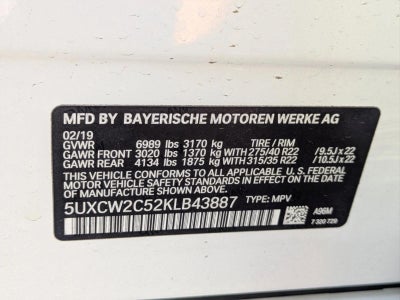 MFD BY BAYERISCHE MOTOREN WERKE AG
02/19
GVWR 6989 lbs 3170 kg TIRE / RIM
GAWR FRONT 3020 lbs 1370 kg WITH 275/40 R22 /9.5Jx22
GAWR REAR 4134 lbs 1875 kg WITH 315/35 R22 /10.5Jx22
THIS VEHICLE CONFORMS TO ALL APPLICABLE U. S. FEDERAL
MOTOR VEHICLE SAFETY STANDARDS IN EFFECT ON THE DATE
OF MANUFACTURE SHOWN ABOVE.
5UXCW2C52KLB43887 TYPE: MPV
A96M
7 320 729